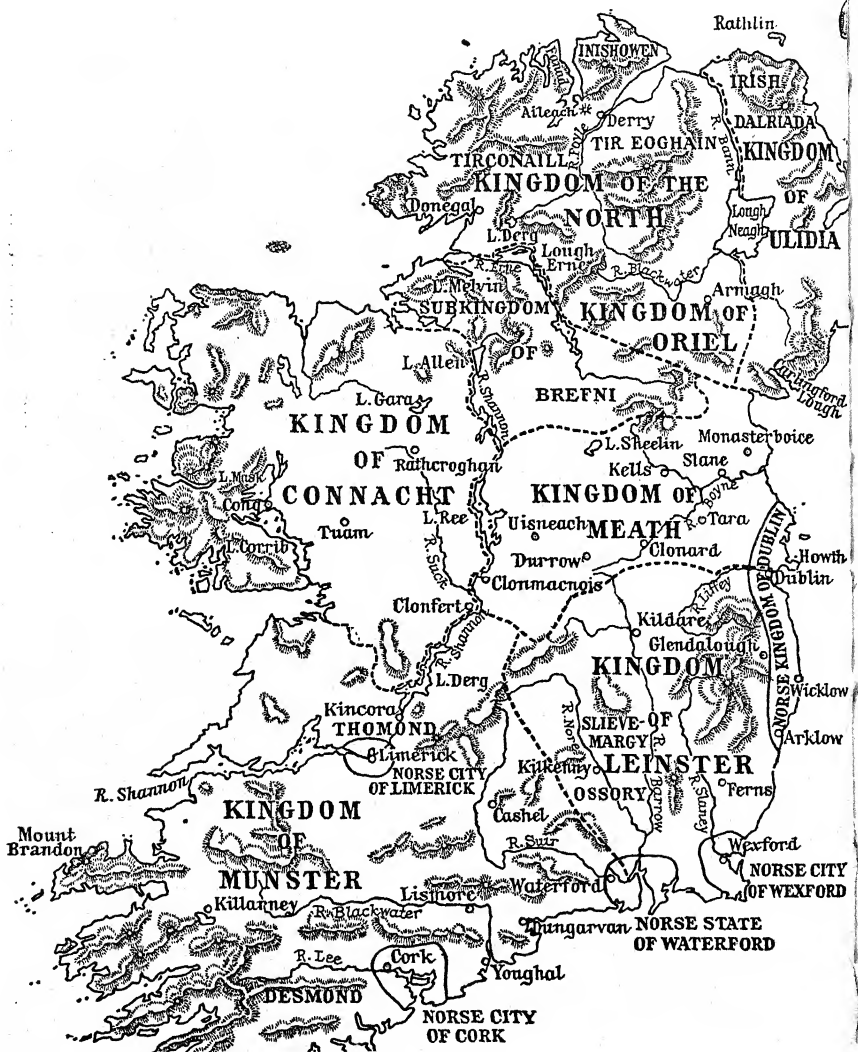 Rathlin
INISHOWEN
Fanad
IRISH
Aileach
Derry
DALRIADA
R. Foyle
TIR EOGHAIN
R. Bann
KINGDOM
OF
ULIDIA
TIRCONAILL
KINGDOM OF THE
NORTH
Donegal
Lough
Neagh
L. Derg
Lough
Erne
R. Erne
R. Blackwater
L. Melvin
Armagh
SUBKINGDOM
OF
BREFNI
KINGDOM OF
ORIEL
L. Allen
R. Shannon
Carlingford
Lough
L. Gara
KINGDOM
OF
CONNACHT
Rathcroghan
L. Sheelin
Monasterboice
Kells
Slane
L. Mask
Cong
KINGDOM OF
MEATH
R. Boyne
Tara
Tuam
L. Ree
Uisneach
L. Corrib
R. Suck
Durrow
Clonard
Howth
Dublin
NORSE KINGDOM OF DUBLIN
Clonmacnois
Clonfert
R. Liffey
Kildare
R. Shannon
Glendalough
KINGDOM
OF
LEINSTER
L. Derg
Wicklow
Kincora
THOMOND
SLIEVE-
MARGY
R. Nore
Arklow
Limerick
NORSE CITY
OF LIMERICK
Kilkenny
R. Shannon
OSSORY
R. Barrow
R. Slaney
Ferns
KINGDOM
OF
MUNSTER
Cashel
Mount
Brandon
R. Suir
Wexford
NORSE CITY
OF WEXFORD
Waterford
Lismore
Killarney
R. Blackwater
Dungarvan
NORSE STATE
OF WATERFORD
R. Lee
Cork
Youghal
DESMOND
NORSE CITY
OF CORK